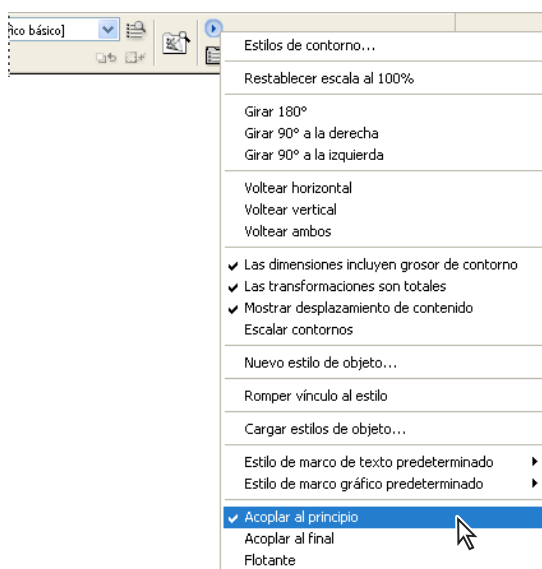 fico básico]
Estilos de contorno...
Restablecer escala al 100%
Girar 180°
Girar 90° a la derecha
Girar 90° a la izquierda
Voltear horizontal
Voltear vertical
Voltear ambos
Las dimensiones incluyen grosor de contorno
Las transformaciones son totales
Mostrar desplazamiento de contenido
Escalar contornos
Nuevo estilo de objeto...
Romper vínculo al estilo
Cargar estilos de objeto...
Estilo de marco de texto predeterminado
Estilo de marco gráfico predeterminado
Acoplar al principio
Acoplar al final
Flotante